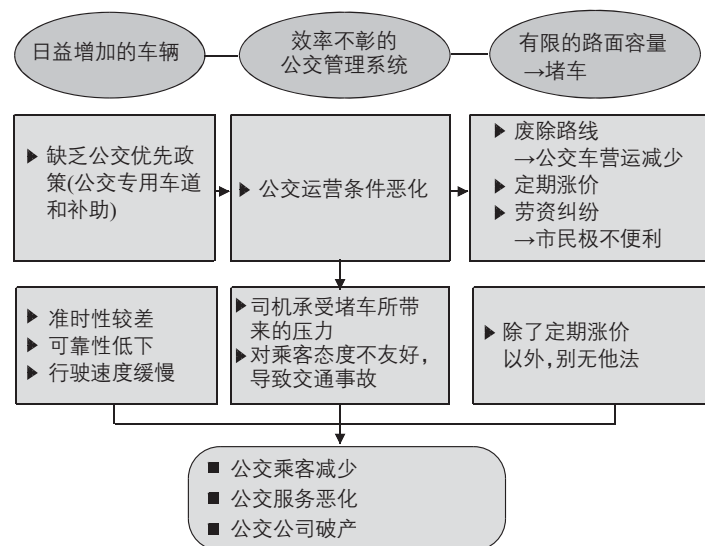 日益增加的车辆
效率不彰的
公交管理系统
有限的路面容量
→堵车
▶ 缺乏公交优先政
策(公交专用车道
和补助)
▶ 公交运营条件恶化
▶ 废除路线
→公交车营运减少
▶ 定期涨价
▶ 劳资纠纷
→市民极不便利
▶ 准时性较差
▶ 可靠性低下
▶ 行驶速度缓慢
▶ 司机承受堵车所带
来的压力
▶ 对乘客态度不友好,
导致交通事故
▶ 除了定期涨价
以外,别无他法
■ 公交乘客减少
■ 公交服务恶化
■ 公交公司破产